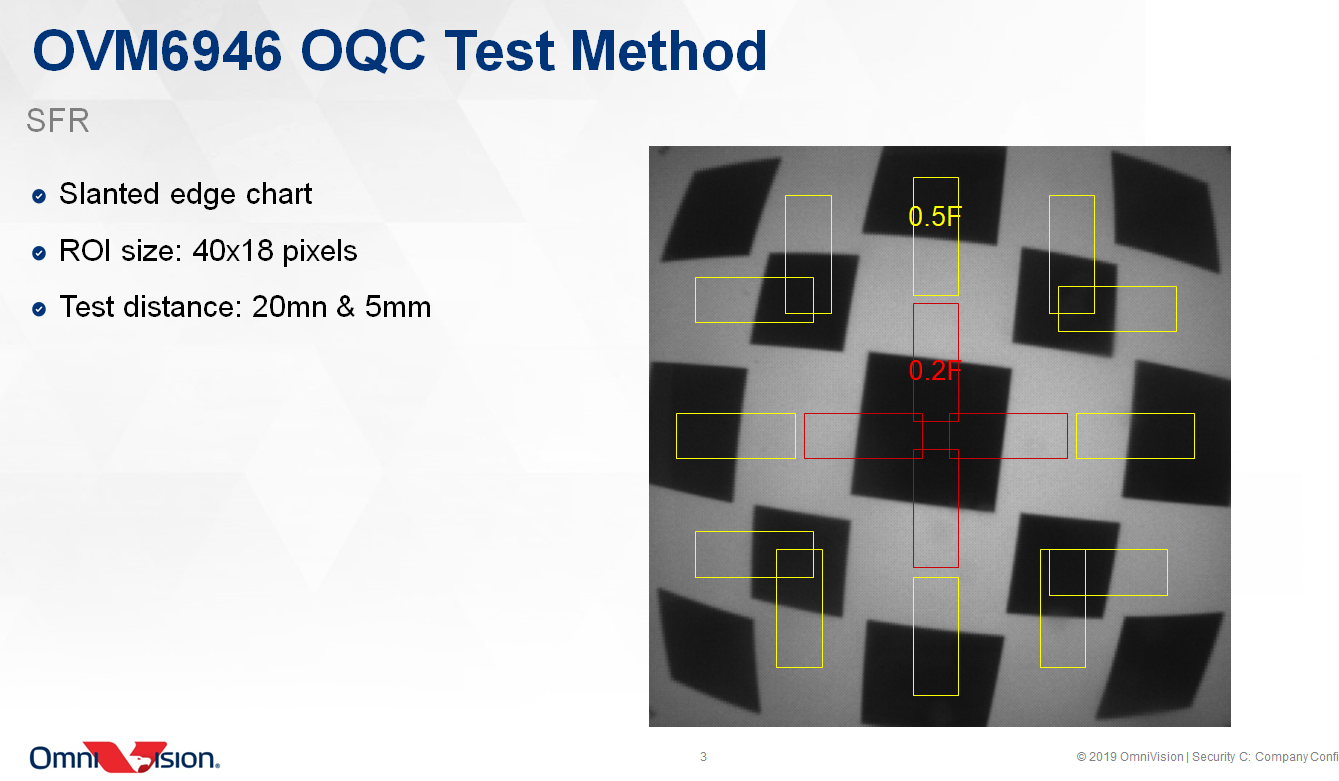 OVM6946 OQC Test Method
SFR
Slanted edge chart
ROI size: 40x18 pixels
Test distance: 20mn & 5mm
0.5F
0.2F
OmniVision.
3
© 2019 OmniVision | Security C: Company Confi